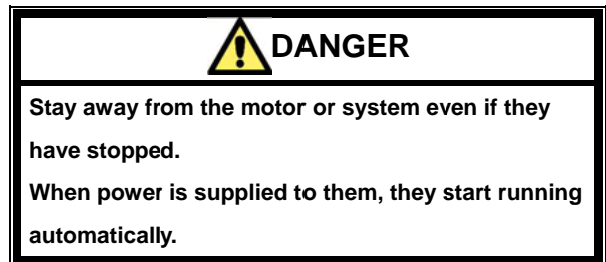 DANGER
Stay away from the motor or system even if they
have stopped.
When power is supplied to them, they start running
automatically.